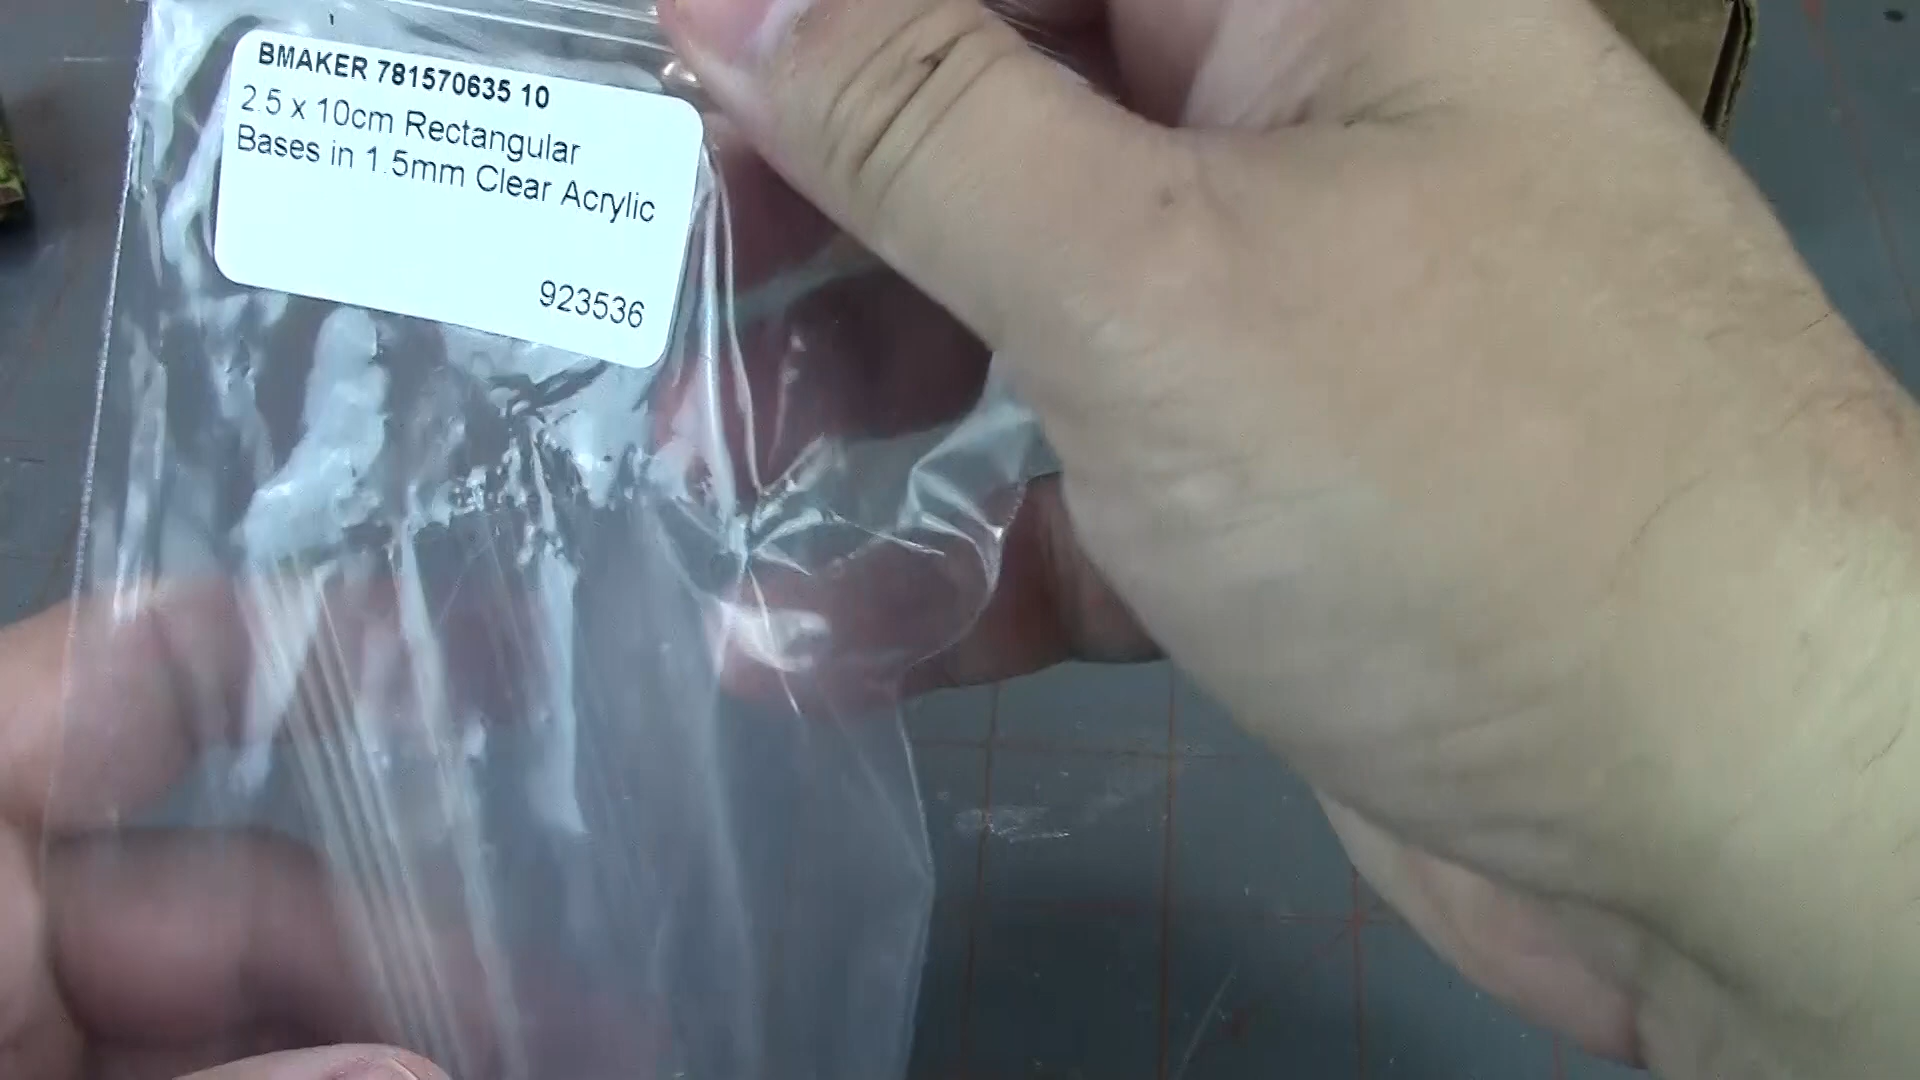 BMAKER 781570635 10
2.5 x 10cm Rectangular
Bases in 1.5mm Clear Acrylic
923536